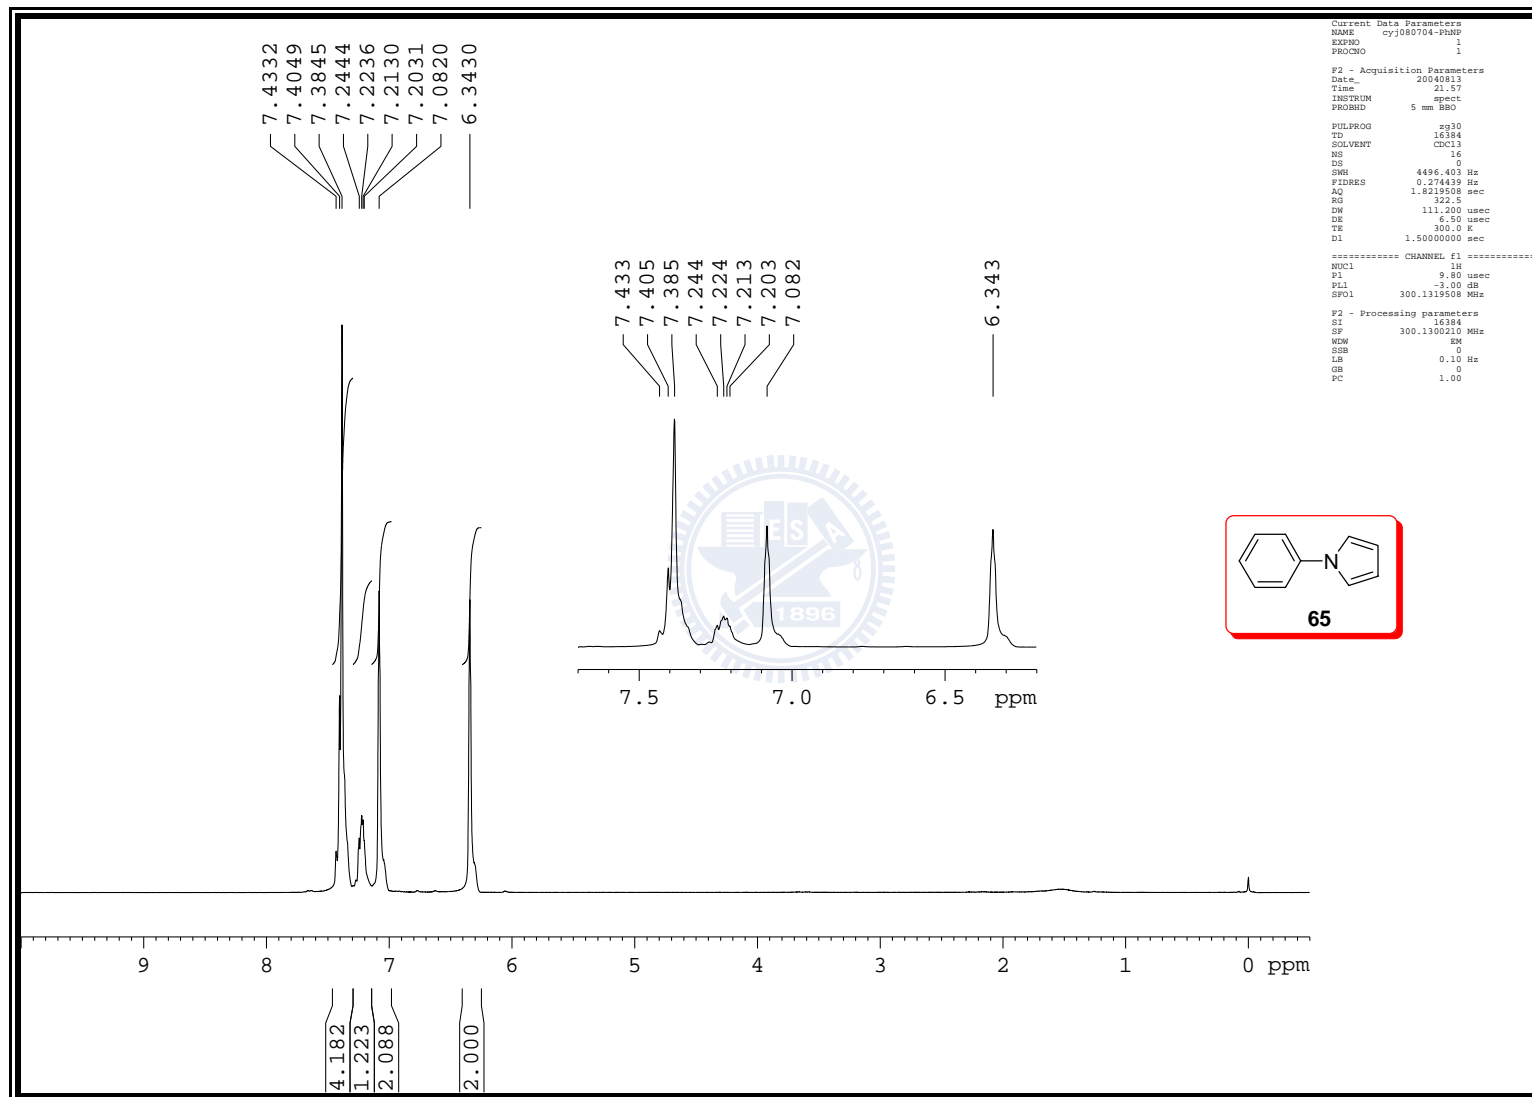 7.4332
7.4049
7.3845
7.2444
7.2236
7.2130
7.2031
7.0820
6.3430
Current Data Parameters
NAME cyj080704-PhNP
EXPNO 1
PROCNO 1
F2 - Acquisition Parameters
Date_ 20040813
Time 21.57
INSTRUM spect
PROBHD 5 mm BBO
PULPROG zg30
TD 16384
SOLVENT CDCl3
NS 16
DS 0
SWH 4496.403 Hz
FIDRES 0.274439 Hz
AQ 1.8219508 sec
RG 322.5
DW 111.200 usec
DE 6.50 usec
TE 300.0 K
D1 1.50000000 sec
============ CHANNEL f1 ============
NUC1 1H
P1 9.80 usec
PL1 -3.00 dB
SFO1 300.1319508 MHz
F2 - Processing parameters
SI 16384
SF 300.1300210 MHz
WDW EM
SSB 0
LB 0.10 Hz
GB 0
PC 1.00
7.433
7.405
7.385
7.244
7.224
7.213
7.203
7.082
6.343
ES A
1896
7.5 7.0 6.5 ppm
N
65
9 8 7 6 5 4 3 2 1 0 ppm
4.182
1.223
2.088
2.000